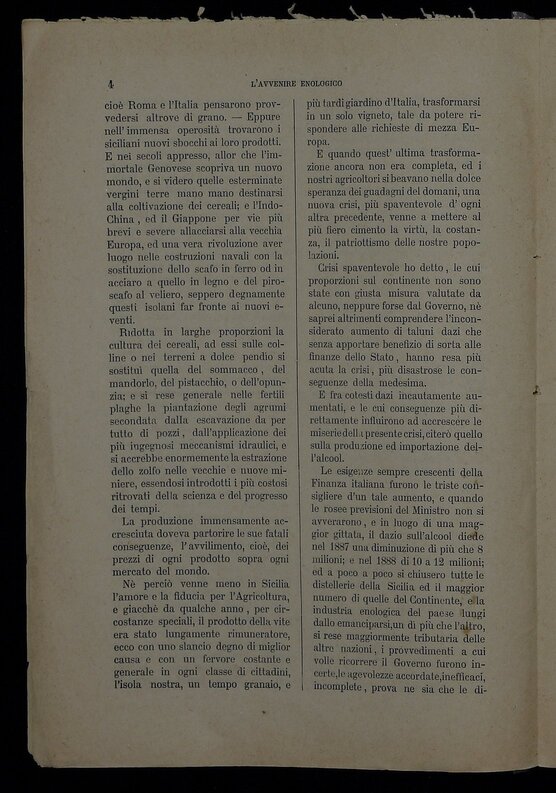 4
L'AVVENIRE ENOLOGICO
cioè Roma e l'Italia pensarono prov-
vedersi altrove di grano. — Eppure
nell'immensa operosità trovarono i
siciliani nuovi sbocchi ai loro prodotti.
E nei secoli appresso, allor che l'im-
mortale Genovese scopriva un nuovo
mondo, e si videro quelle esterminate
vergini terre mano mano destinarsi
alla coltivazione dei cereali; e l'Indo-
China, ed il Giappone per vie più
brevi e severe allacciarsi alla vecchia
Europa, ed una vera rivoluzione aver
luogo nelle costruzioni navali con la
sostituzione dello scafo in ferro od in
acciaro a quello in legno e del piro-
scafo al veliero, seppero degnamente
questi isolani far fronte ai nuovi e-
venti.
Ridotta in larghe proporzioni la
cultura dei cereali, ad essi sulle col-
line o nei terreni a dolce pendio si
sostituì quella del sommacco, del
mandorlo, del pistacchio, o dell'opun-
zia; e si rese generale nelle fertili
plaghe la piantazione degli agrumi
secondata dalla escavazione da per
tutto di pozzi, dall'applicazione dei
più ingegnosi meccanismi idraulici, e
si accrebbe enormemente la estrazione
dello zolfo nelle vecchie e nuove mi-
niere, essendosi introdotti i più costosi
ritrovati della scienza e del progresso
dei tempi.
La produzione immensamente ac-
cresciuta doveva partorire le sue fatali
conseguenze, l'avvilimento, cioè, dei
prezzi di ogni prodotto sopra ogni
mercato del mondo.
Nè perciò venne meno in Sicilia
l'amore e la fiducia per l'Agricoltura,
e giacchè da qualche anno, per cir-
costanze speciali, il prodotto della vite
era stato lungamente rimuneratore,
ecco con uno slancio degno di miglior
causa e con un fervore costante e
generale in ogni classe di cittadini,
l'isola nostra, un tempo granaio, e
più tardi giardino d'Italia, trasformarsi
in un solo vigneto, tale da potere ri-
spondere alle richieste di mezza Eu-
ropa.
E quando quest'ultima trasforma-
zione ancora non era completa, ed i
nostri agricoltori si beavano nella dolce
speranza dei guadagni del domani, una
nuova crisi, più spaventevole d'ogni
altra precedente, venne a mettere al
più fiero cimento la virtù, la costan-
za, il patriottismo delle nostre popo-
lazioni.
Crisi spaventevole ho detto, le cui
proporzioni sul continente non sono
state con giusta misura valutate da
alcuno, neppure forse dal Governo, nè
saprei altrimenti comprendere l'incon-
siderato aumento di taluni dazi che
senza apportare benefizio di sorta alle
finanze dello Stato, hanno resa più
acuta la crisi, più disastrose le con-
seguenze della medesima.
E fra cotesti dazi incautamente au-
mentati, e le cui conseguenze più di-
rettamente influirono ad accrescere le
miserie della presente crisi, citerò quello
sulla produzione ed importazione del-
l'alcool.
Le esigenze sempre crescenti della
Finanza italiana furono le triste con-
sigliere d'un tale aumento, e quando
le rosee previsioni del Ministro non si
avverarono, e in luogo di una mag-
gior gittata, il dazio sull'alcool diede
nel 1887 una diminuzione di più che 8
milioni; e nel 1888 di 10 a 12 milioni;
ed a poco a poco si chiusero tutte le
distellerie della Sicilia ed il maggior
numero di quelle del Continente, e la
industria enologica del paese lungi
dallo emanciparsi, un di più che l'altro,
si rese maggiormente tributaria delle
altre nazioni, i provvedimenti a cui
volle ricorrere il Governo furono in-
certe, le agevolezze accordate, inefficaci,
incomplete, prova ne sia che le di-